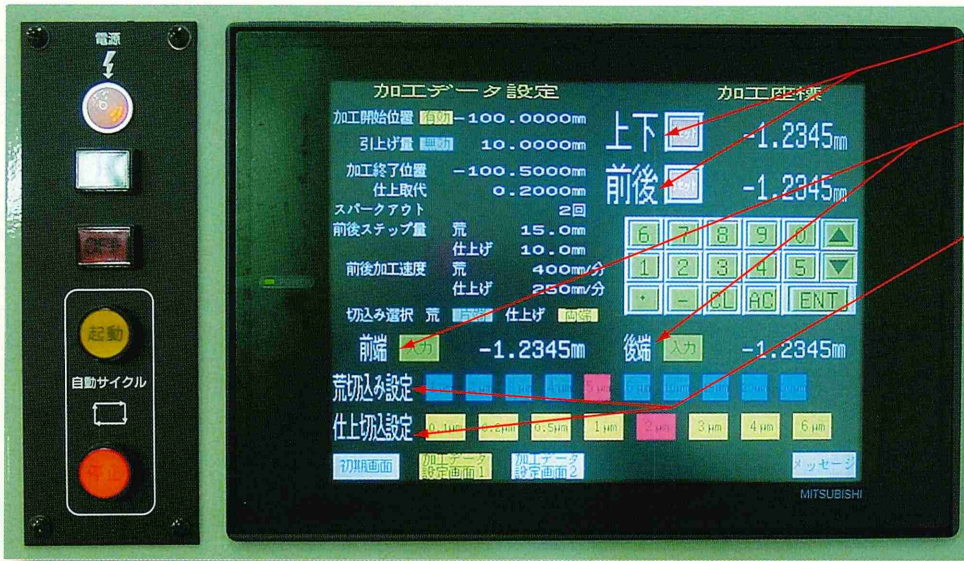 電源
OFF
起動
自動サイクル
停止
加工データ設定
加工開始位置 有効 -100.0000mm
引上げ量 無効 10.0000mm
加工終了位置 -100.5000mm
仕上取代 0.2000mm
スパークアウト 2回
前後ステップ量 荒 15.0mm
仕上げ 10.0mm
前後加工速度 荒 400mm/分
仕上げ 250mm/分
切込み選択 荒 仕上げ 両端
加工座標
上下 -1.2345mm
前後 -1.2345mm
6 7 8 9 0 ▲
1 2 3 4 5 ▼
・ - CL AC ENT
前端 入力 -1.2345mm 後端 入力 -1.2345mm
荒切込み設定 5μm
仕上切込設定 0.1μm 0.2μm 0.5μm 1μm 2μm 3μm 4μm 6μm
初期画面 加工データ設定画面1 加工データ設定画面2 メッセージ
MITSUBISHI